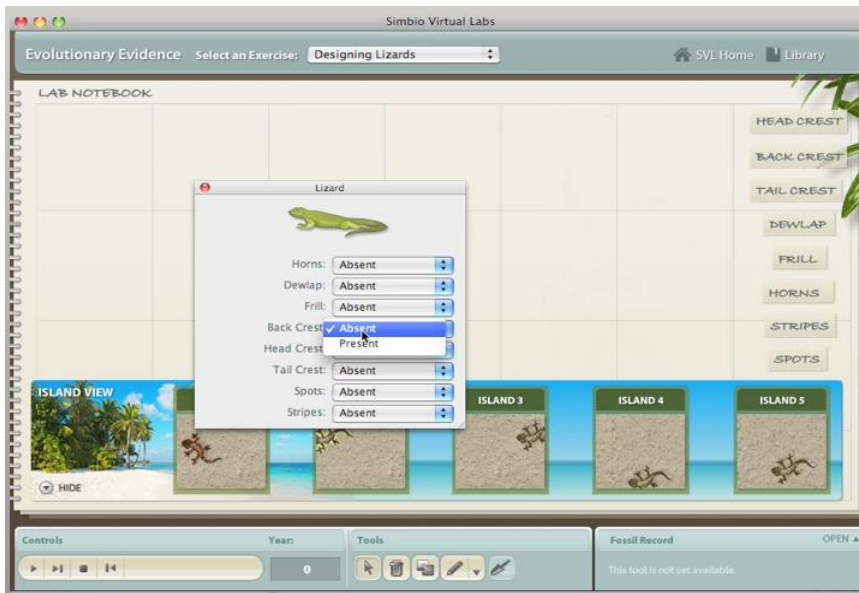 Simbio Virtual Labs
Evolutionary Evidence Select an Exercise: Designing Lizards SVL Home Library
LAB NOTEBOOK
HEAD CREST
BACK CREST
TAIL CREST
DEWLAP
FRILL
HORNS
STRIPES
SPOTS
Lizard
Horns: Absent
Dewlap: Absent
Frill: Absent
Back Crest ✓ Absent
Present
Head Crest
Tail Crest: Absent
Spots: Absent
Stripes: Absent
ISLAND VIEW
ISLAND 3
ISLAND 4
ISLAND 5
HIDE
Controls Year: Tools Fossil Record OPEN
0
This tool is not yet available.